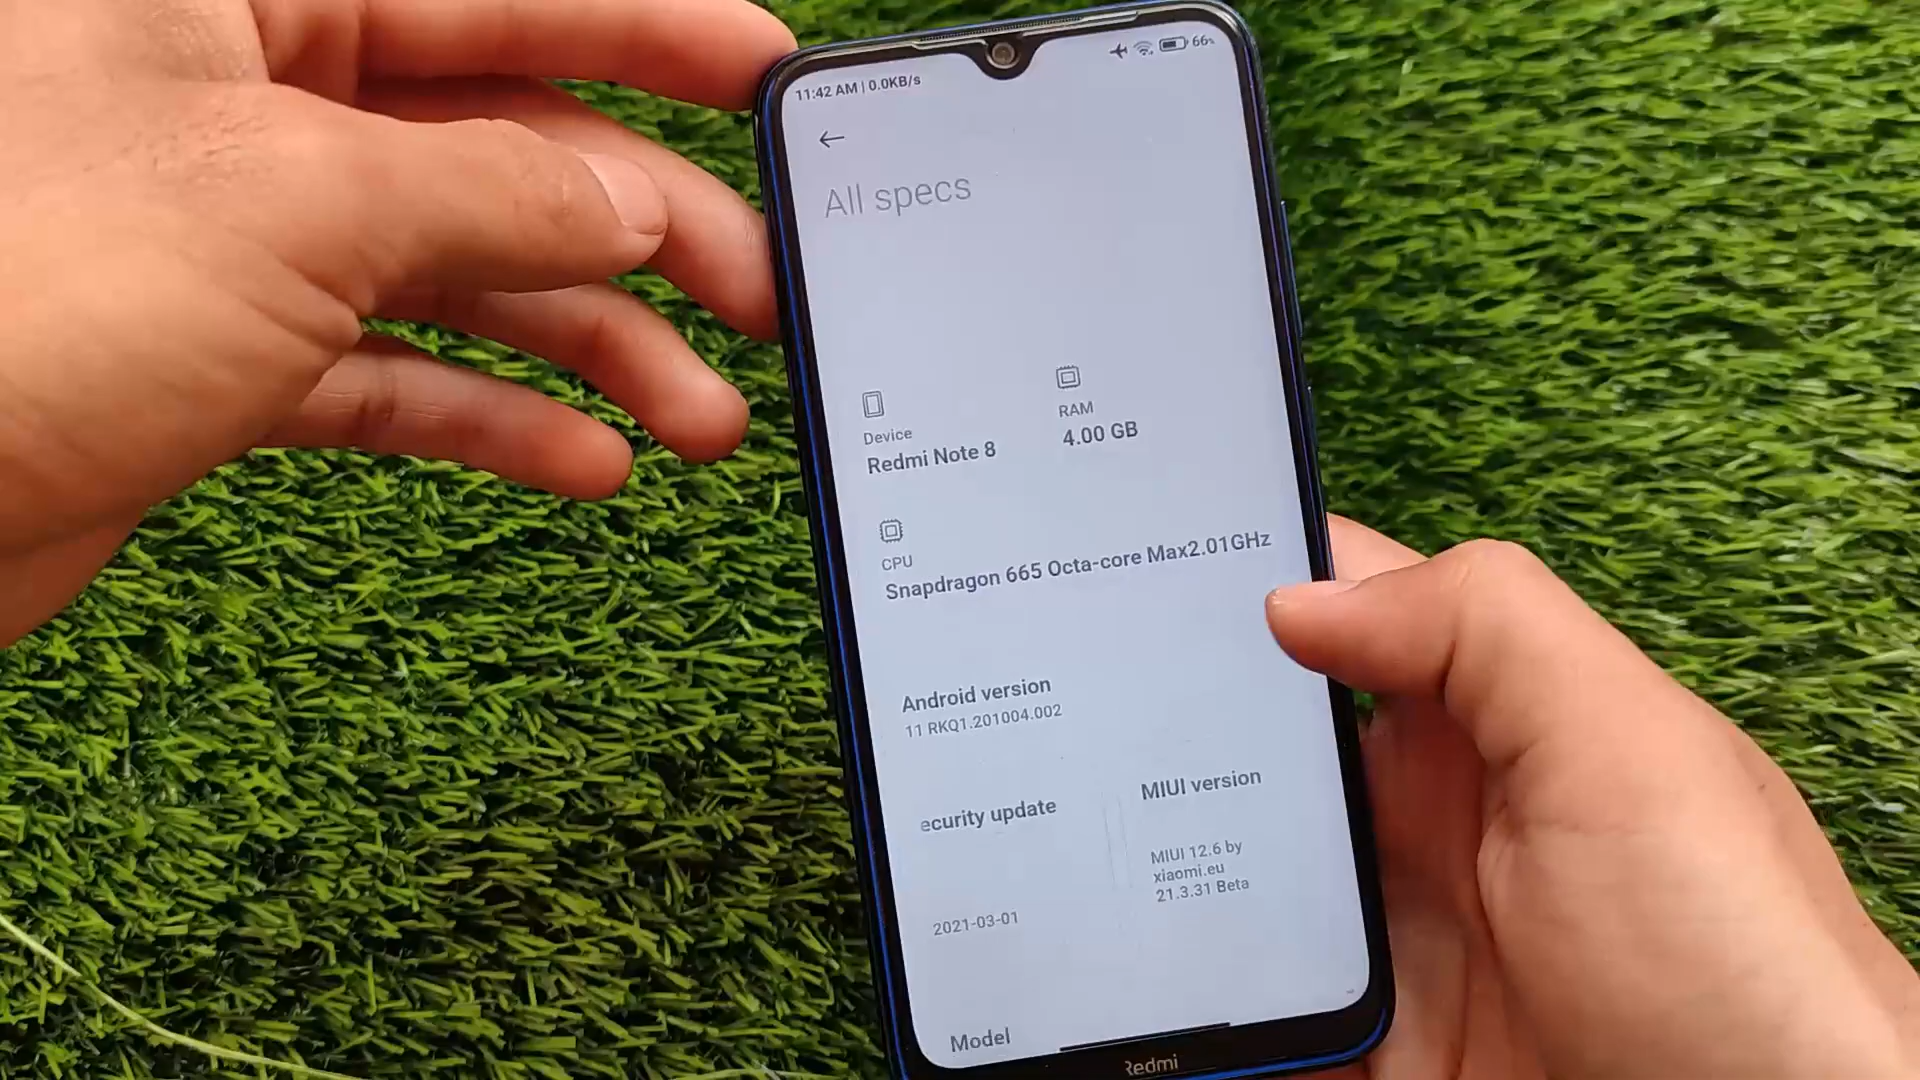 11:42 AM | 0.0KB/s
66%
All specs
Device
Redmi Note 8
RAM
4.00 GB
CPU
Snapdragon 665 Octa-core Max2.01GHz
Android version
11 RKQ1.201004.002
ecurity update
2021-03-01
MIUI version
MIUI 12.6 by
xiaomi.eu
21.3.31 Beta
Model
Redmi